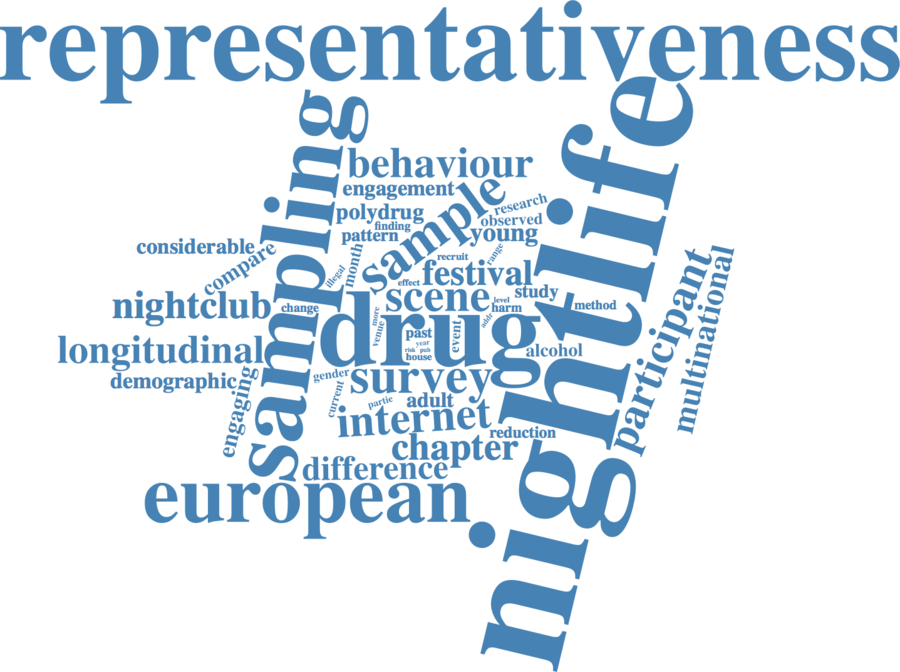 representativeness
nightlife
sampling
behaviour
engagement
sample
research
polydrug
observed
finding
pattern
young
considerable
compare
month
illegal
recruit
range
participant
multinational
effect
festival
study
scene
level
harm
method
nightclub
change
drug
more
venue
past
year
risk
pub
house
event
addr
alcohol
longitudinal
demographic
engaging
gender
survey
current
partie
adult
internet
reduction
chapter
difference
european